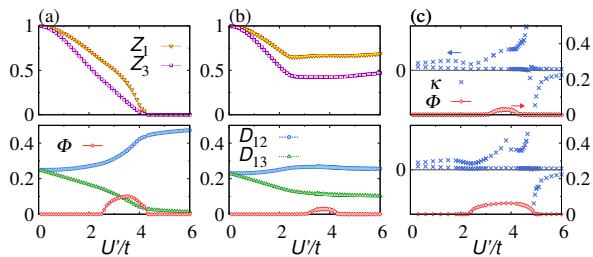 (a) (b) (c)
1 Z₁ 1 0.4
Z₃
0.5 0.5 0 0.2
κ
Φ
0 0 0
0.4 Φ 0.4 D₁₂ 0.4
D₁₃
0.2 0.2 0 0.2
0 0 0
0 2 4 6 0 2 4 6 0 2 4 6
U'/t U'/t U'/t